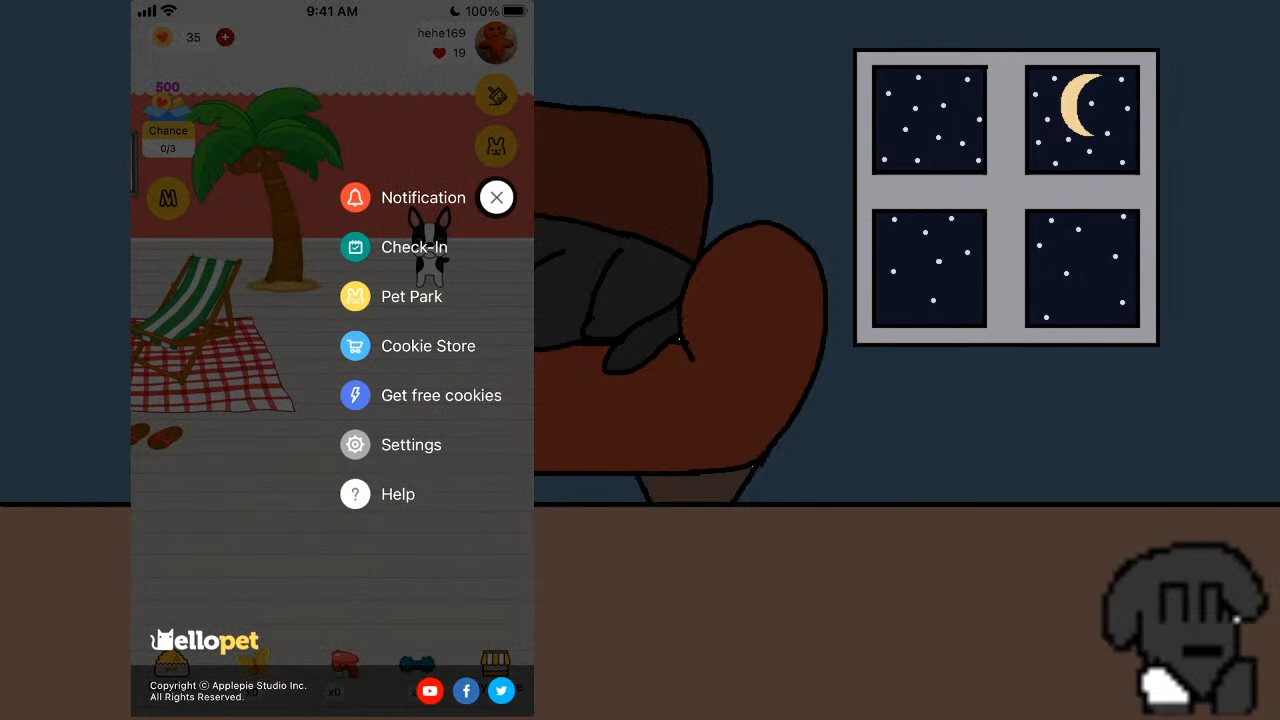 9:41 AM
100%
35
hehe169
19
500
Chance
0/3
Notification
Check-In
Pet Park
Cookie Store
Get free cookies
Settings
Help
Hellopet
x0
Copyright ⓒ Applepie Studio Inc.
All Rights Reserved.